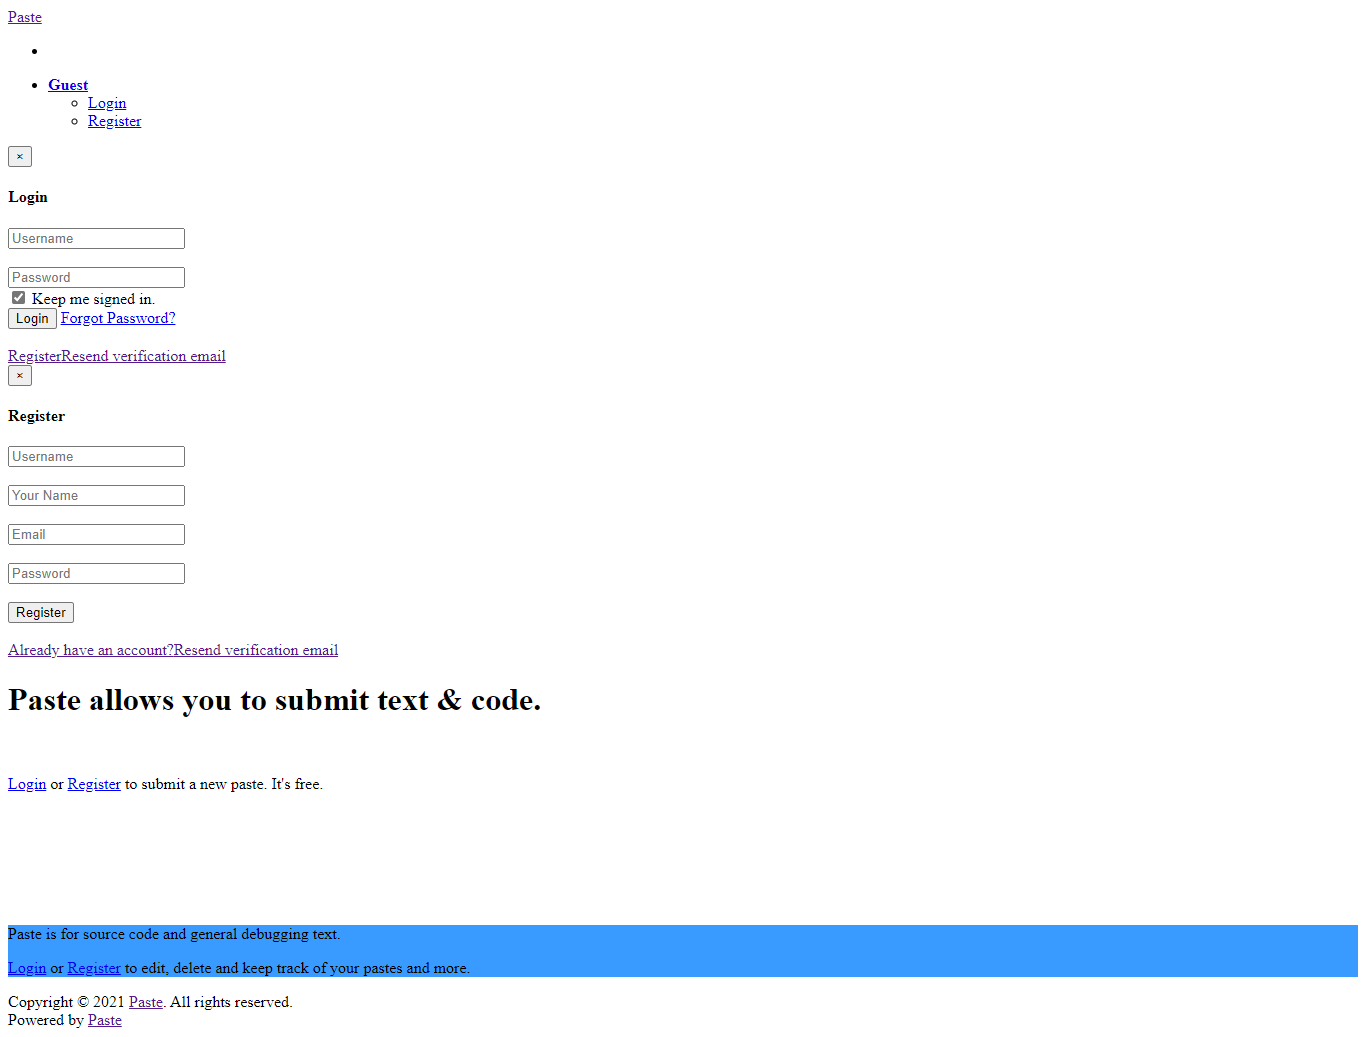 Paste
Guest
Login
Register
×
Login
Username
Password
Keep me signed in.
Login Forgot Password?
RegisterResend verification email
×
Register
Username
Your Name
Email
Password
Register
Already have an account?Resend verification email
Paste allows you to submit text & code.
Login or Register to submit a new paste. It's free.
Paste is for source code and general debugging text.
Login or Register to edit, delete and keep track of your pastes and more.
Copyright © 2021 Paste. All rights reserved.
Powered by Paste